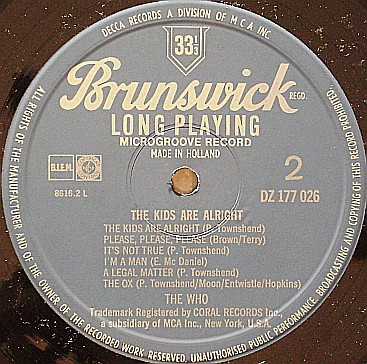 DECCA RECORDS A DIVISION OF M C A INC.
ALL RIGHTS OF THE MANUFACTURER AND OF THE OWNER OF THE RECORDED WORK RESERVED. UNAUTHORISED PUBLIC PERFORMANCE, BROADCASTING AND COPYING OF THIS RECORD PROHIBITED.
33 1/3
Brunswick REGD.
LONG PLAYING
MICROGROOVE RECORD
MADE IN HOLLAND
B.I.E.M.
2
8616.2 L
DZ 177 026
THE KIDS ARE ALRIGHT
THE KIDS ARE ALRIGHT (P. Townshend)
PLEASE, PLEASE, PLEASE (Brown/Terry)
IT'S NOT TRUE (P. Townshend)
I'M A MAN (E. Mc Daniel)
A LEGAL MATTER (P. Townshend)
THE OX (P. Townshend/Moon/Entwistle/Hopkins)
THE WHO
Trademark Registered by CORAL RECORDS Inc.,
a subsidiary of MCA Inc., New York, U.S.A.